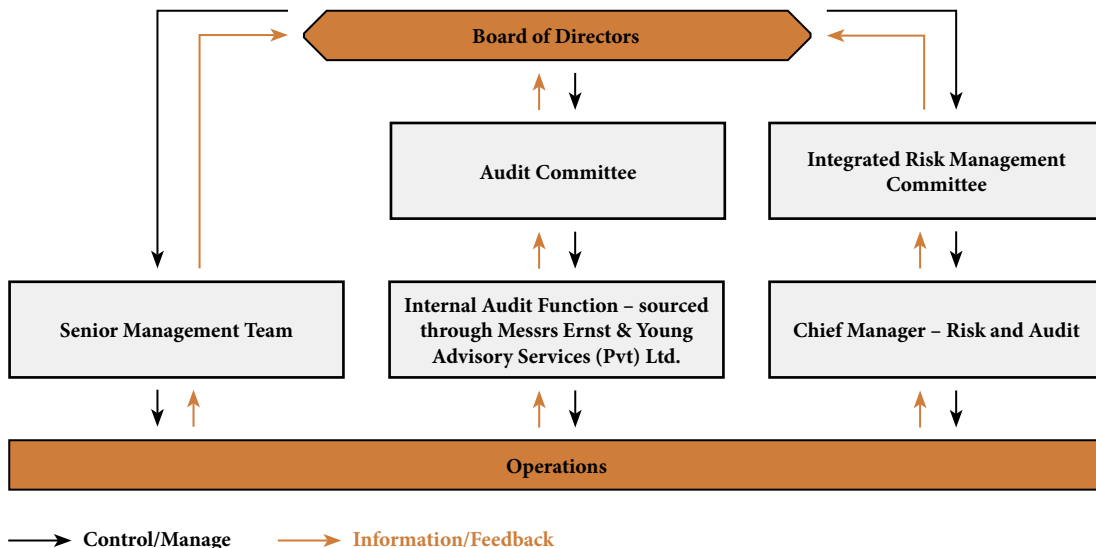 Board of Directors
Audit Committee
Integrated Risk Management
Committee
Senior Management Team
Internal Audit Function – sourced
through Messrs Ernst & Young
Advisory Services (Pvt) Ltd.
Chief Manager – Risk and Audit
Operations
Control/Manage
Information/Feedback